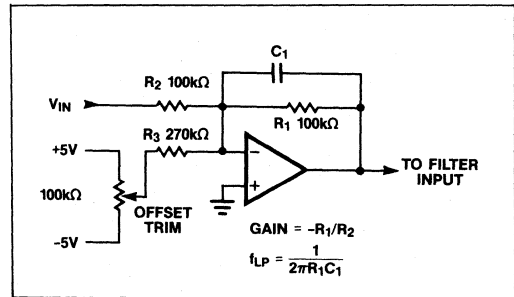 C1
R2 100kΩ
VIN
R1 100kΩ
R3 270kΩ
+5V
−
+
TO FILTER
INPUT
100kΩ
OFFSET
TRIM
−5V
GAIN = −R1/R2
fLP = 1
2πR1C1